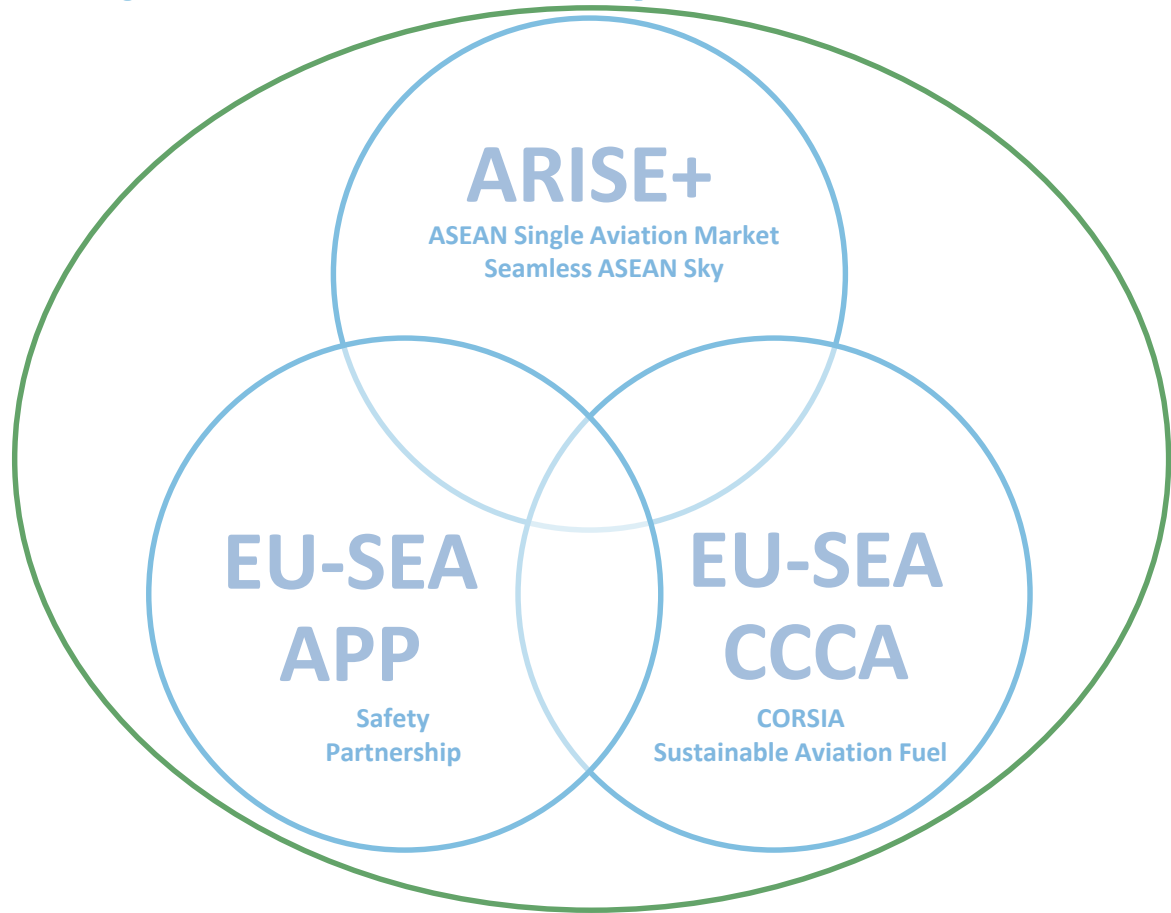 ARISE+
ASEAN Single Aviation Market
Seamless ASEAN Sky
EU-SEA
APP
Safety
Partnership
EU-SEA
CCCA
CORSIA
Sustainable Aviation Fuel